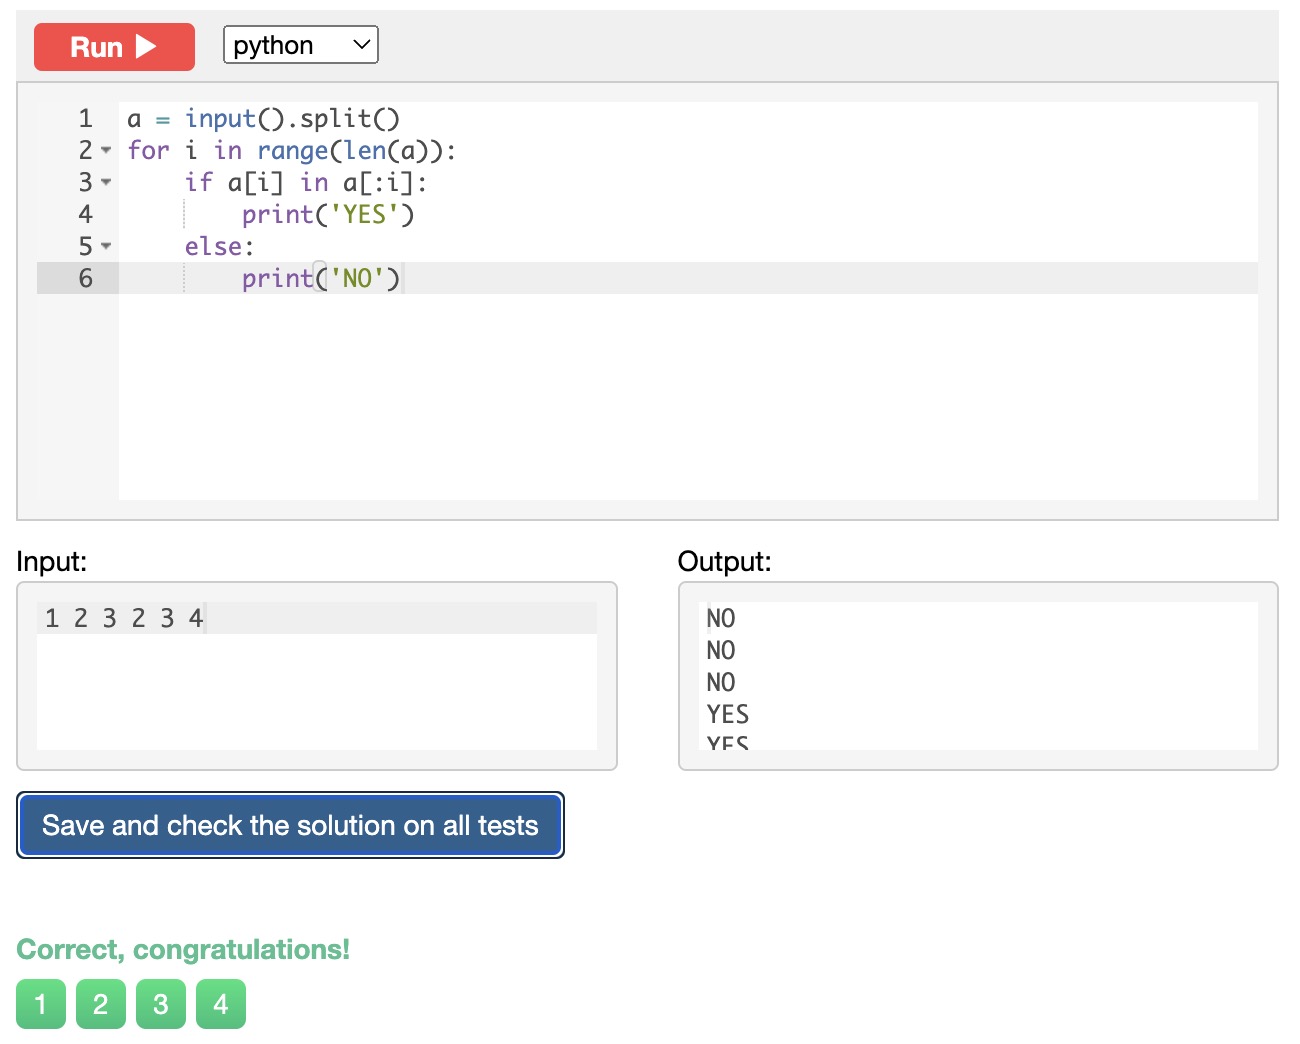 Run python
1 a = input().split()
2 for i in range(len(a)):
3     if a[i] in a[:i]:
4         print('YES')
5     else:
6         print('NO')
Input:
1 2 3 2 3 4
Output:
NO
NO
NO
YES
YES
Save and check the solution on all tests
Correct, congratulations!
1 2 3 4